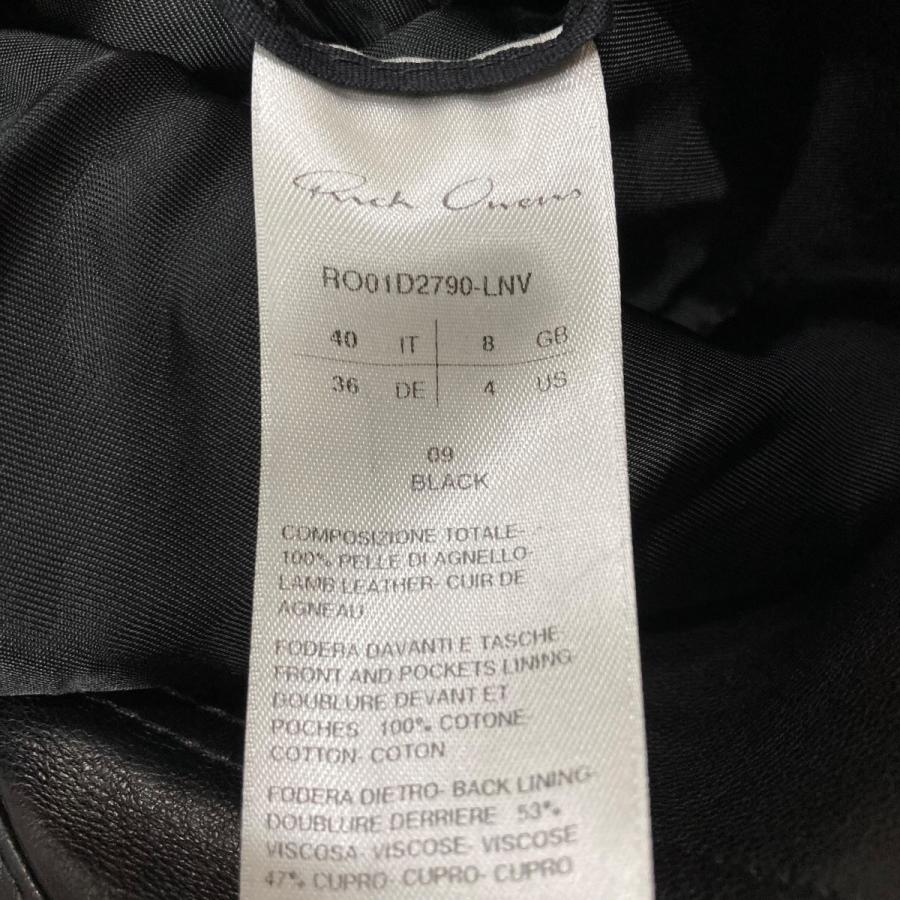 Rick Owens
RO01D2790-LNV
40 IT 8 GB
36 DE 4 US
09
BLACK
COMPOSIZIONE TOTALE-
100% PELLE DI AGNELLO-
LAMB LEATHER- CUIR DE
AGNEAU
FODERA DAVANTI E TASCHE-
FRONT AND POCKETS LINING-
DOUBLURE DEVANT ET
POCHES 100% COTONE-
COTTON- COTON
FODERA DIETRO- BACK LINING-
DOUBLURE DERRIERE 53%
VISCOSA- VISCOSE- VISCOSE
47% CUPRO- CUPRO- CUPRO